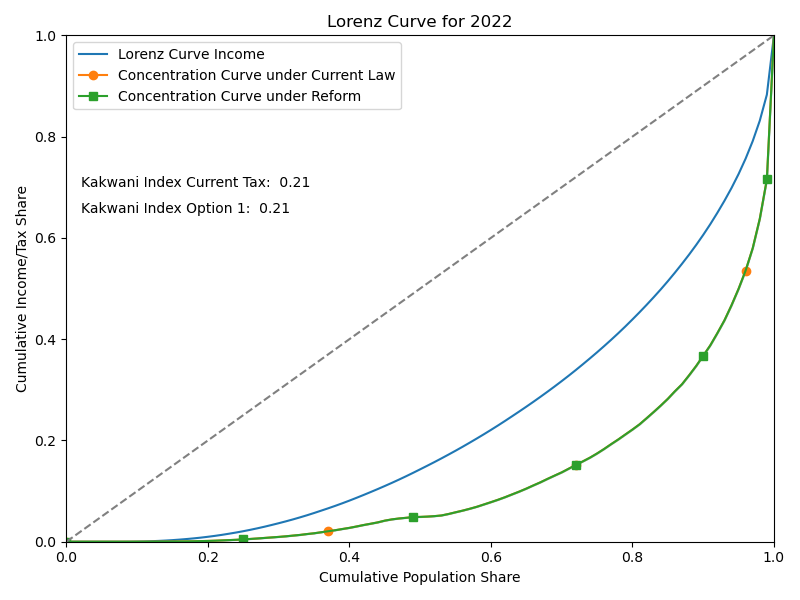 Lorenz Curve for 2022
1.0
Lorenz Curve Income
Concentration Curve under Current Law
Concentration Curve under Reform
0.8
Kakwani Index Current Tax:  0.21
Kakwani Index Option 1:  0.21
0.6
Cumulative Income/Tax Share
0.4
0.2
0.0
0.0 0.2 0.4 0.6 0.8 1.0
Cumulative Population Share